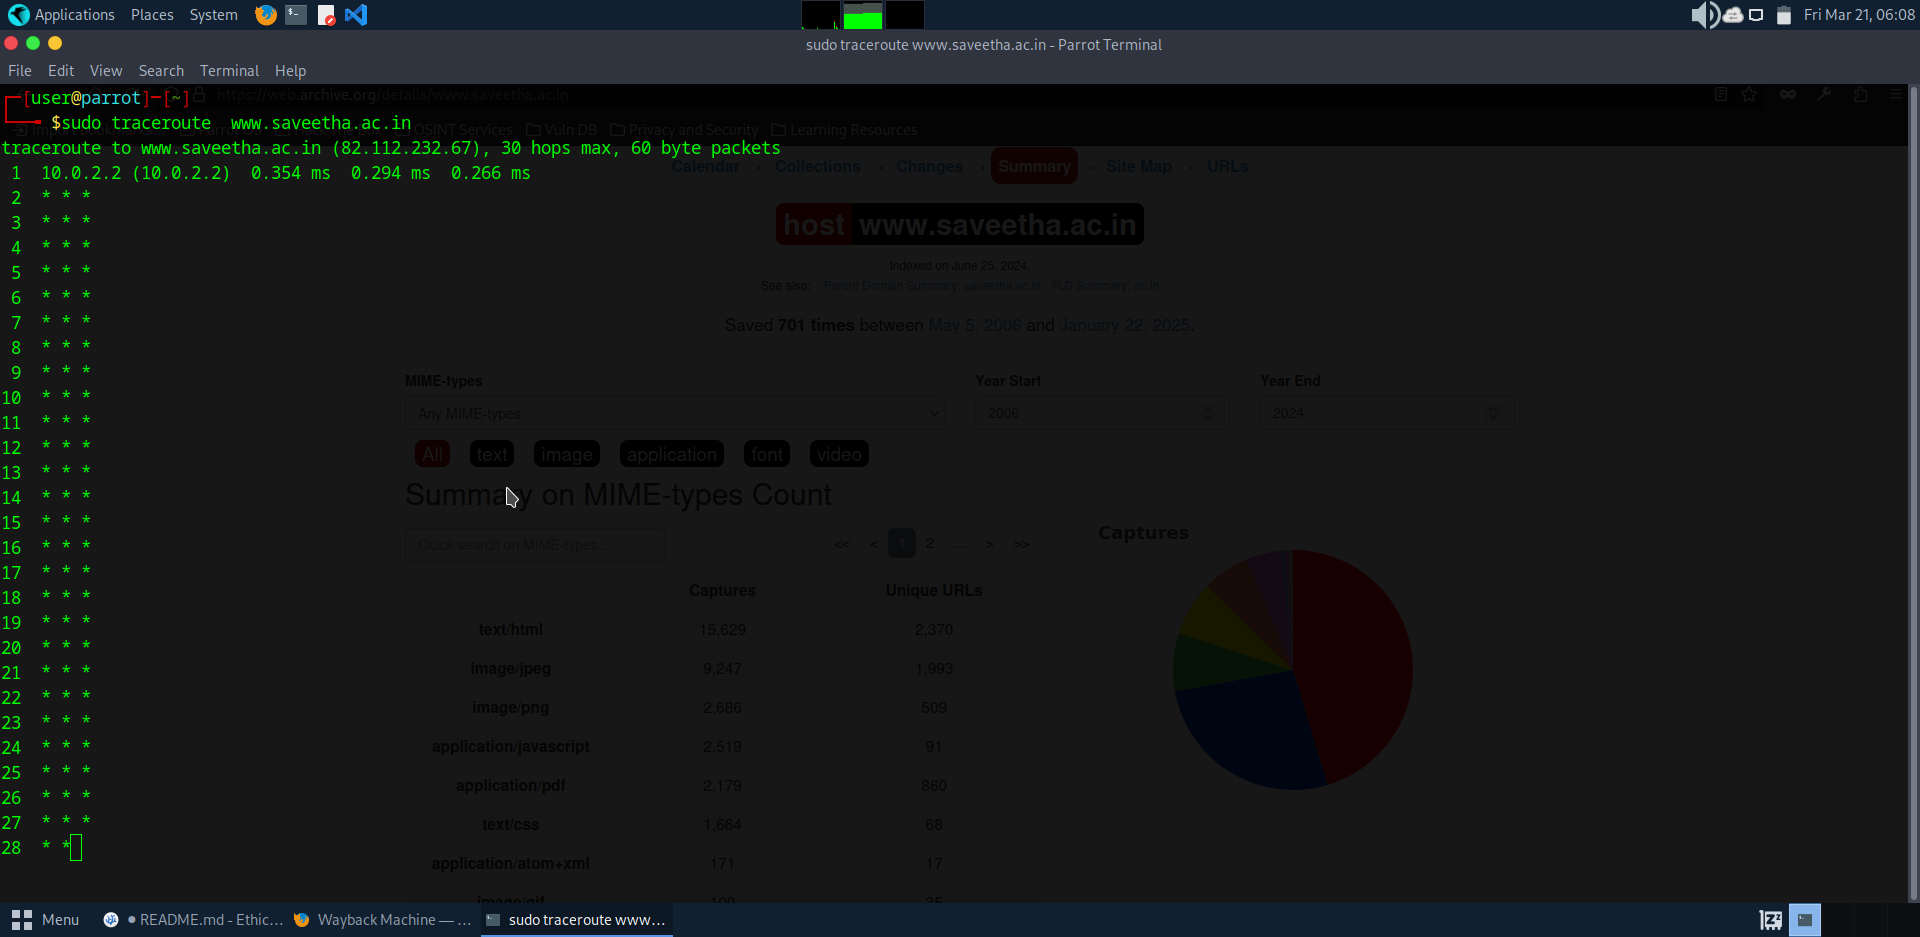 Applications Places System Fri Mar 21, 06:08
sudo traceroute www.saveetha.ac.in - Parrot Terminal
File Edit View Search Terminal Help
[user@parrot]─[~] https://web.archive.org/details/www.saveetha.ac.in
$sudo traceroute www.saveetha.ac.in OSINT Services Vuln DB Privacy and Security Learning Resources
traceroute to www.saveetha.ac.in (82.112.232.67), 30 hops max, 60 byte packets
Calendar · Collections · Changes · Summary · Site Map · URLs
1 10.0.2.2 (10.0.2.2) 0.354 ms 0.294 ms 0.266 ms
2 * * *
3 * * *
host www.saveetha.ac.in
4 * * *
5 * * *
Indexed on June 25, 2024.
See also: · Parent Domain Summary: saveetha.ac.in · TLD Summary: ac.in
6 * * *
7 * * *
Saved 701 times between May 5, 2006 and January 22, 2025.
8 * * *
9 * * *
MIME-types Year Start Year End
10 * * *
11 * * *
Any MIME-types 2006 2024
12 * * *
All text image application font video
13 * * *
14 * * *
Summary on MIME-types Count
15 * * *
Captures
16 * * *
Quick search on MIME-types... << < 1 2 ... > >>
17 * * *
18 * * *
Captures Unique URLs
19 * * *
text/html 15,629 2,370
20 * * *
21 * * *
image/jpeg 9,247 1,993
22 * * *
image/png 2,686 509
23 * * *
24 * * *
application/javascript 2,519 91
25 * * *
application/pdf 2,179 860
26 * * *
27 * * *
text/css 1,664 68
28 * *
application/atom+xml 171 17
image/gif 100
Menu README.md - Ethic... Wayback Machine — ... sudo traceroute www...